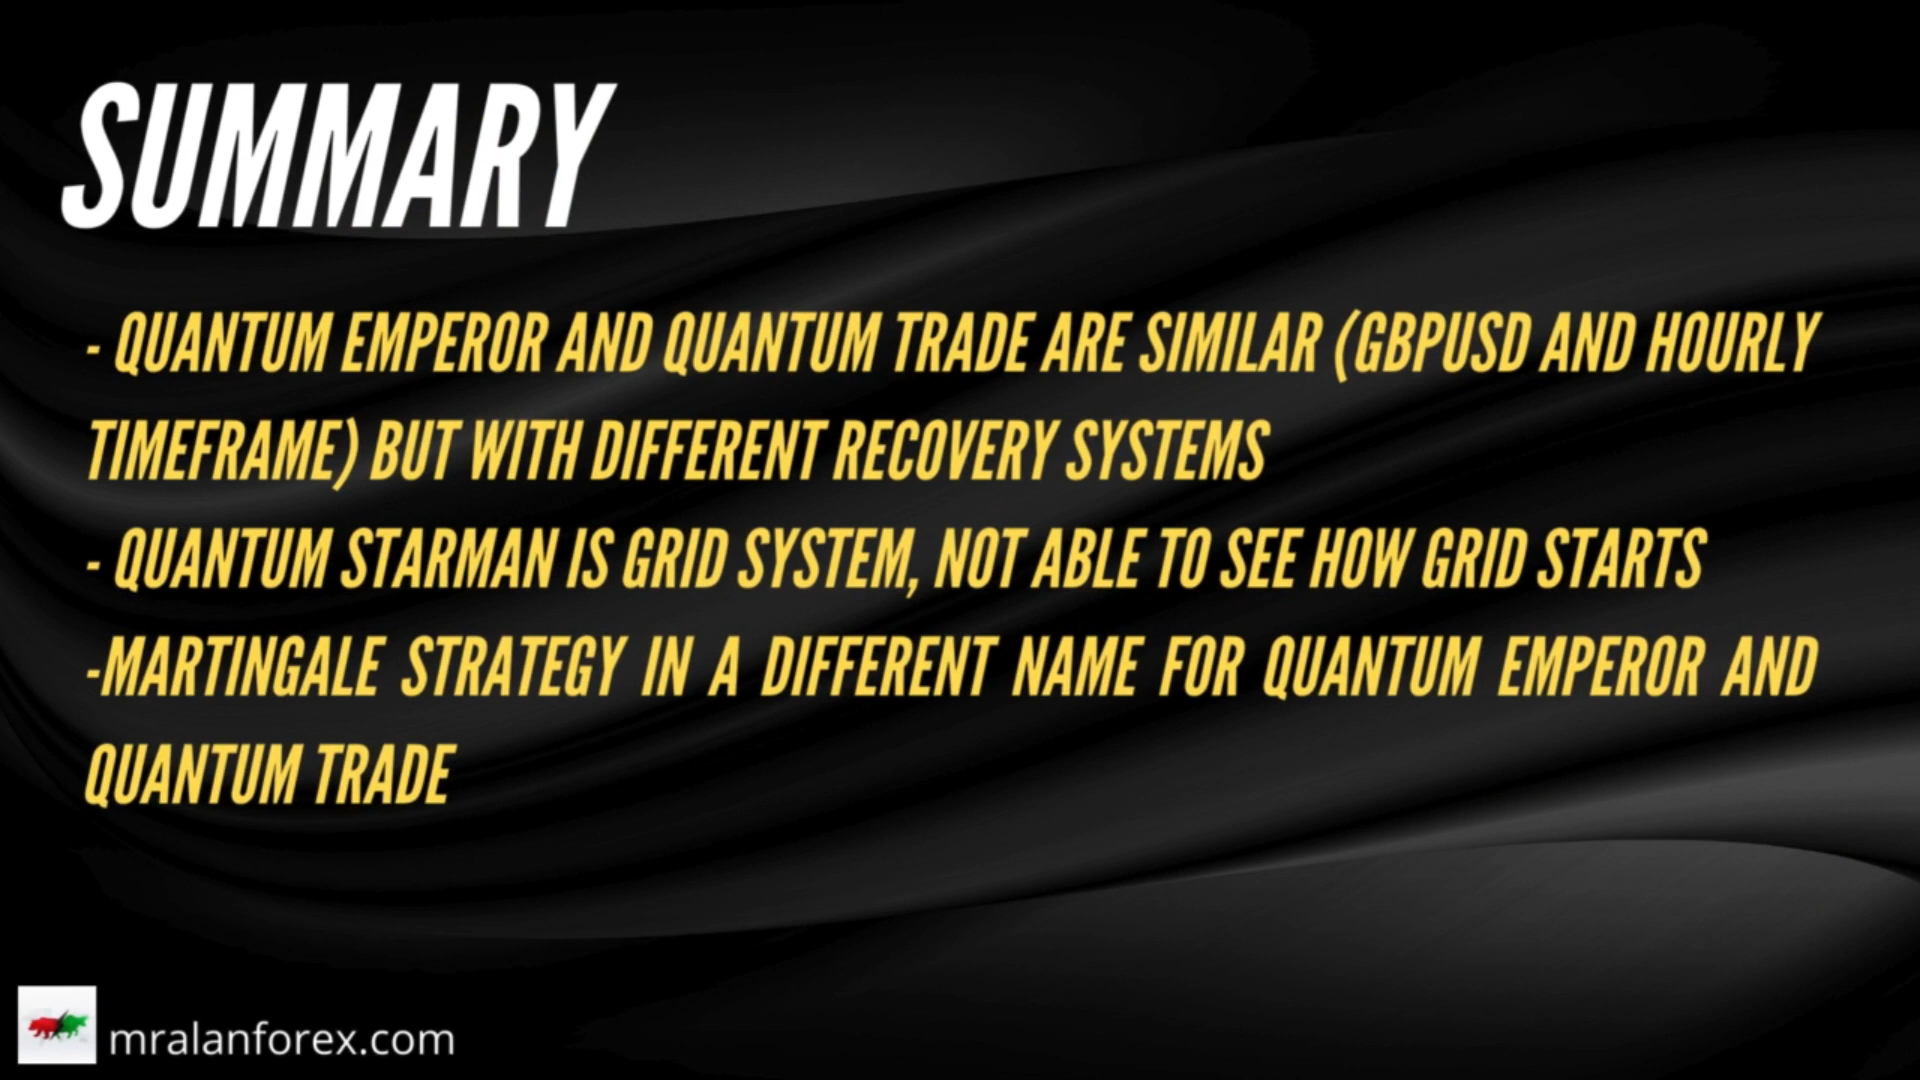 SUMMARY
- QUANTUM EMPEROR AND QUANTUM TRADE ARE SIMILAR (GBPUSD AND HOURLY
TIMEFRAME) BUT WITH DIFFERENT RECOVERY SYSTEMS
- QUANTUM STARMAN IS GRID SYSTEM, NOT ABLE TO SEE HOW GRID STARTS
-MARTINGALE STRATEGY IN A DIFFERENT NAME FOR QUANTUM EMPEROR AND
QUANTUM TRADE
mralanforex.com